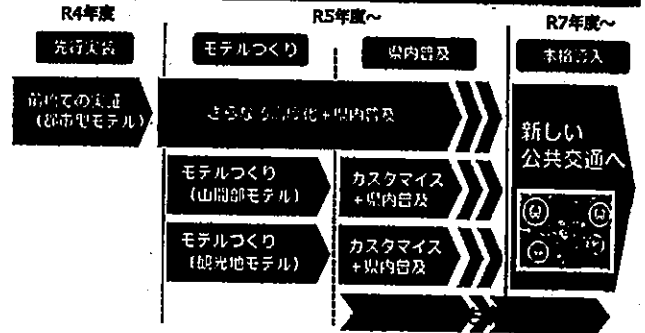 R4年度
R5年度～
R7年度～
先行実装
モデルつくり
県内普及
本格導入
前橋での実証
（都市型モデル）
さらなる高度化＋県内普及
新しい
公共交通へ
モデルつくり
（山間部モデル）
カスタマイス
＋県内普及
モデルつくり
（観光地モデル）
カスタマイス
＋県内普及